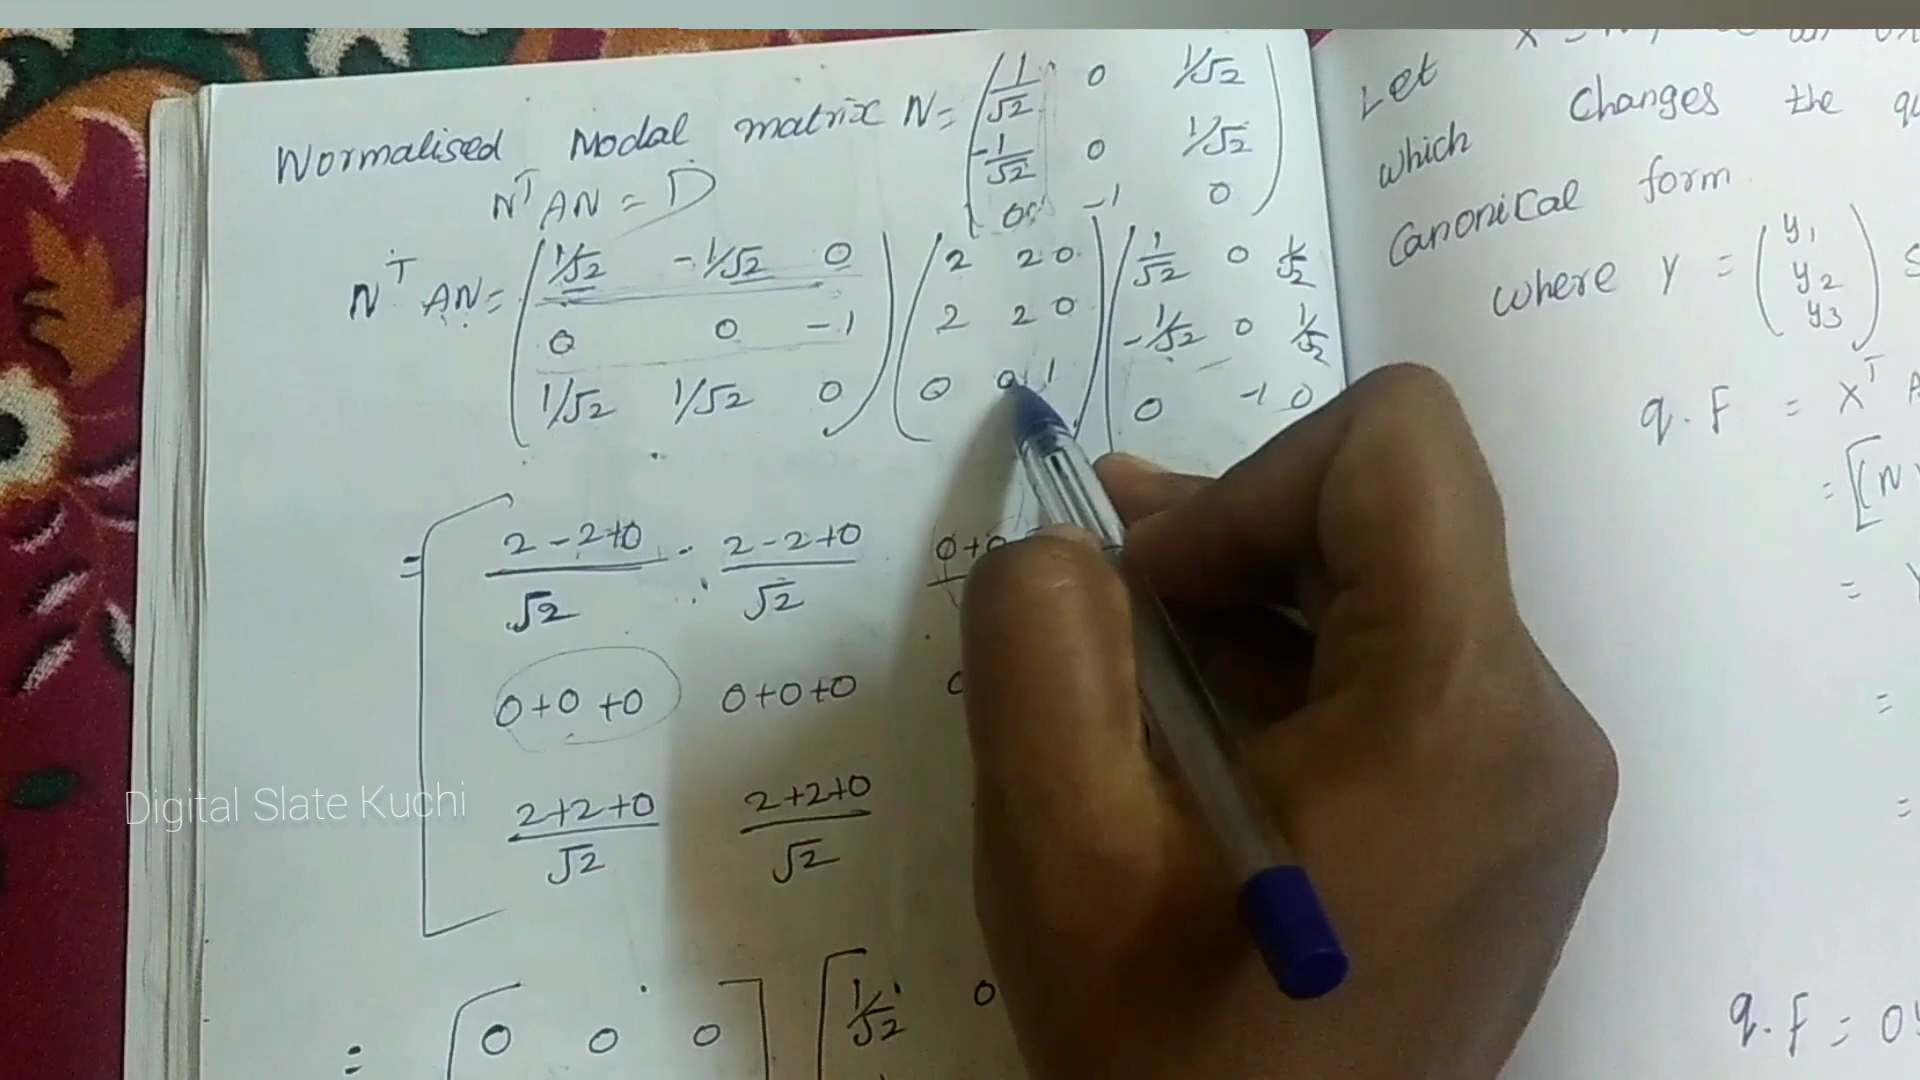 Normalised Modal matrix N = (1/√2 0 1/√2
-1/√2 0 1/√2
0 -1 0)
N^T AN = D
N^T AN = (1/√2 -1/√2 0 (2 2 0 (1/√2 0 1/√2
0 0 -1 2 2 0 -1/√2 0 1/√2
1/√2 1/√2 0) 0 0 1) 0 -1 0
= [2-2+0/√2 2-2+0/√2 0+0
0+0+0 0+0+0
2+2+0/√2 2+2+0/√2
= [0 0 0] [1/√2 0
Digital Slate Kuchi
Let
which changes the
Canonical form
where Y = (y1
y2
y3)
q.F = X^T
= [(N
=
=
=
q.F = 0